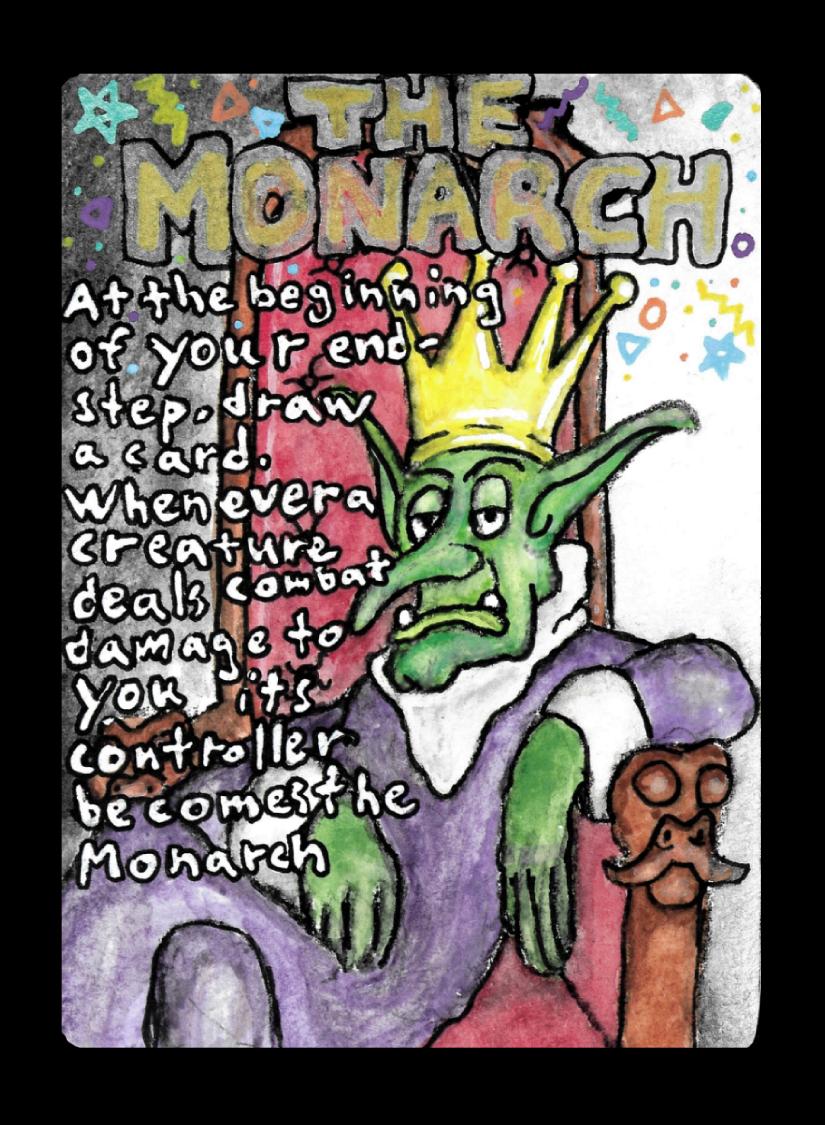 THE
MONARCH
At the beginning
of your end-
step, draw
a card.
Whenever a
creature
deals combat
damage to
you its
controller
becomes the
Monarch